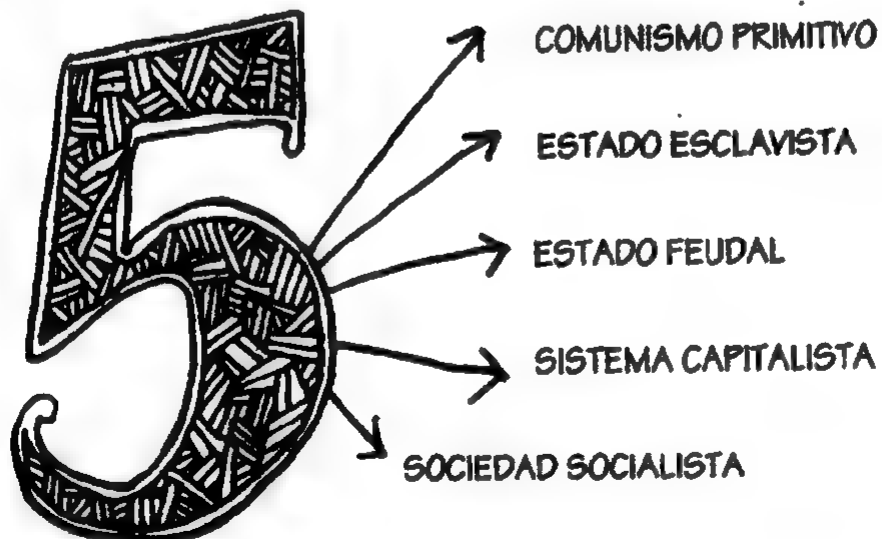 5
COMUNISMO PRIMITIVO
ESTADO ESCLAVISTA
ESTADO FEUDAL
SISTEMA CAPITALISTA
SOCIEDAD SOCIALISTA